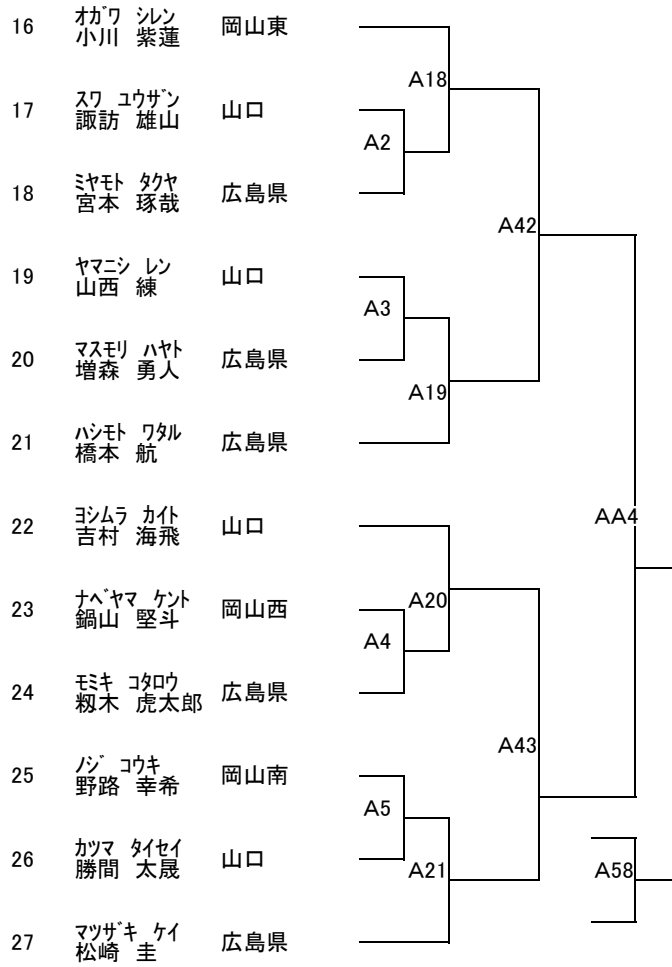 16 ｵｶﾞﾜ ｼﾚﾝ
小川 紫蓮 岡山東
A18
17 ｽﾜ ﾕｳｻﾞﾝ
諏訪 雄山 山口
A2
18 ﾐﾔﾓﾄ ﾀｸﾔ
宮本 琢哉 広島県
A42
19 ﾔﾏﾆｼ ﾚﾝ
山西 練 山口
A3
20 ﾏｽﾓﾘ ﾊﾔﾄ
増森 勇人 広島県
A19
21 ﾊｼﾓﾄ ﾜﾀﾙ
橋本 航 広島県
AA4
22 ﾖｼﾑﾗ ｶｲﾄ
吉村 海飛 山口
A20
23 ﾅﾍﾞﾔﾏ ｹﾝﾄ
鍋山 堅斗 岡山西
A4
24 ﾓﾐｷ ｺﾀﾛｳ
籾木 虎太郎 広島県
A43
25 ﾉｼﾞ ｺｳｷ
野路 幸希 岡山南
A5
26 ｶﾂﾏ ﾀｲｾｲ
勝間 太晟 山口
A21
A58
27 ﾏﾂｻﾞｷ ｹｲ
松崎 圭 広島県